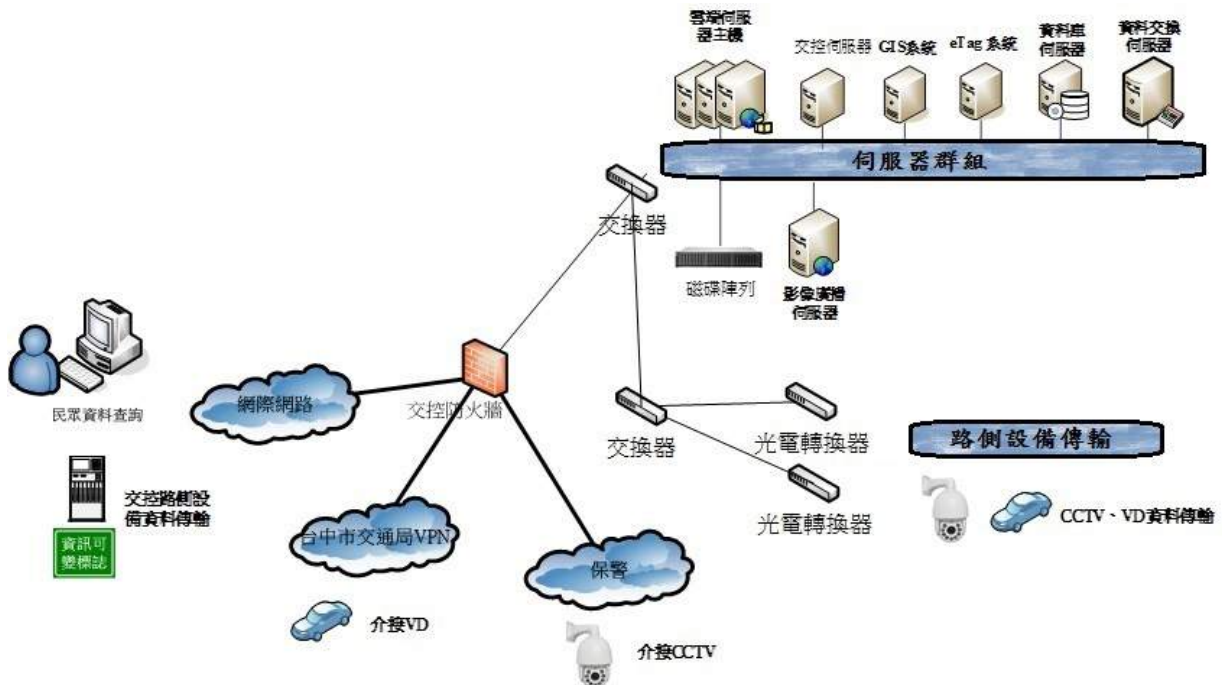 雲端伺服
器主機
交控伺服器
GIS系統
eTag 系統
資料庫
伺服器
資料交換
伺服器
伺服器群組
交換器
磁碟陣列
影像廣播
伺服器
民眾資料查詢
網際網路
交控防火牆
交換器
光電轉換器
路側設備傳輸
交控路側設
備資料傳輸
資訊可
變標誌
台中市交通局VPN
光電轉換器
CCTV、VD資料傳輸
保警
介接VD
介接CCTV